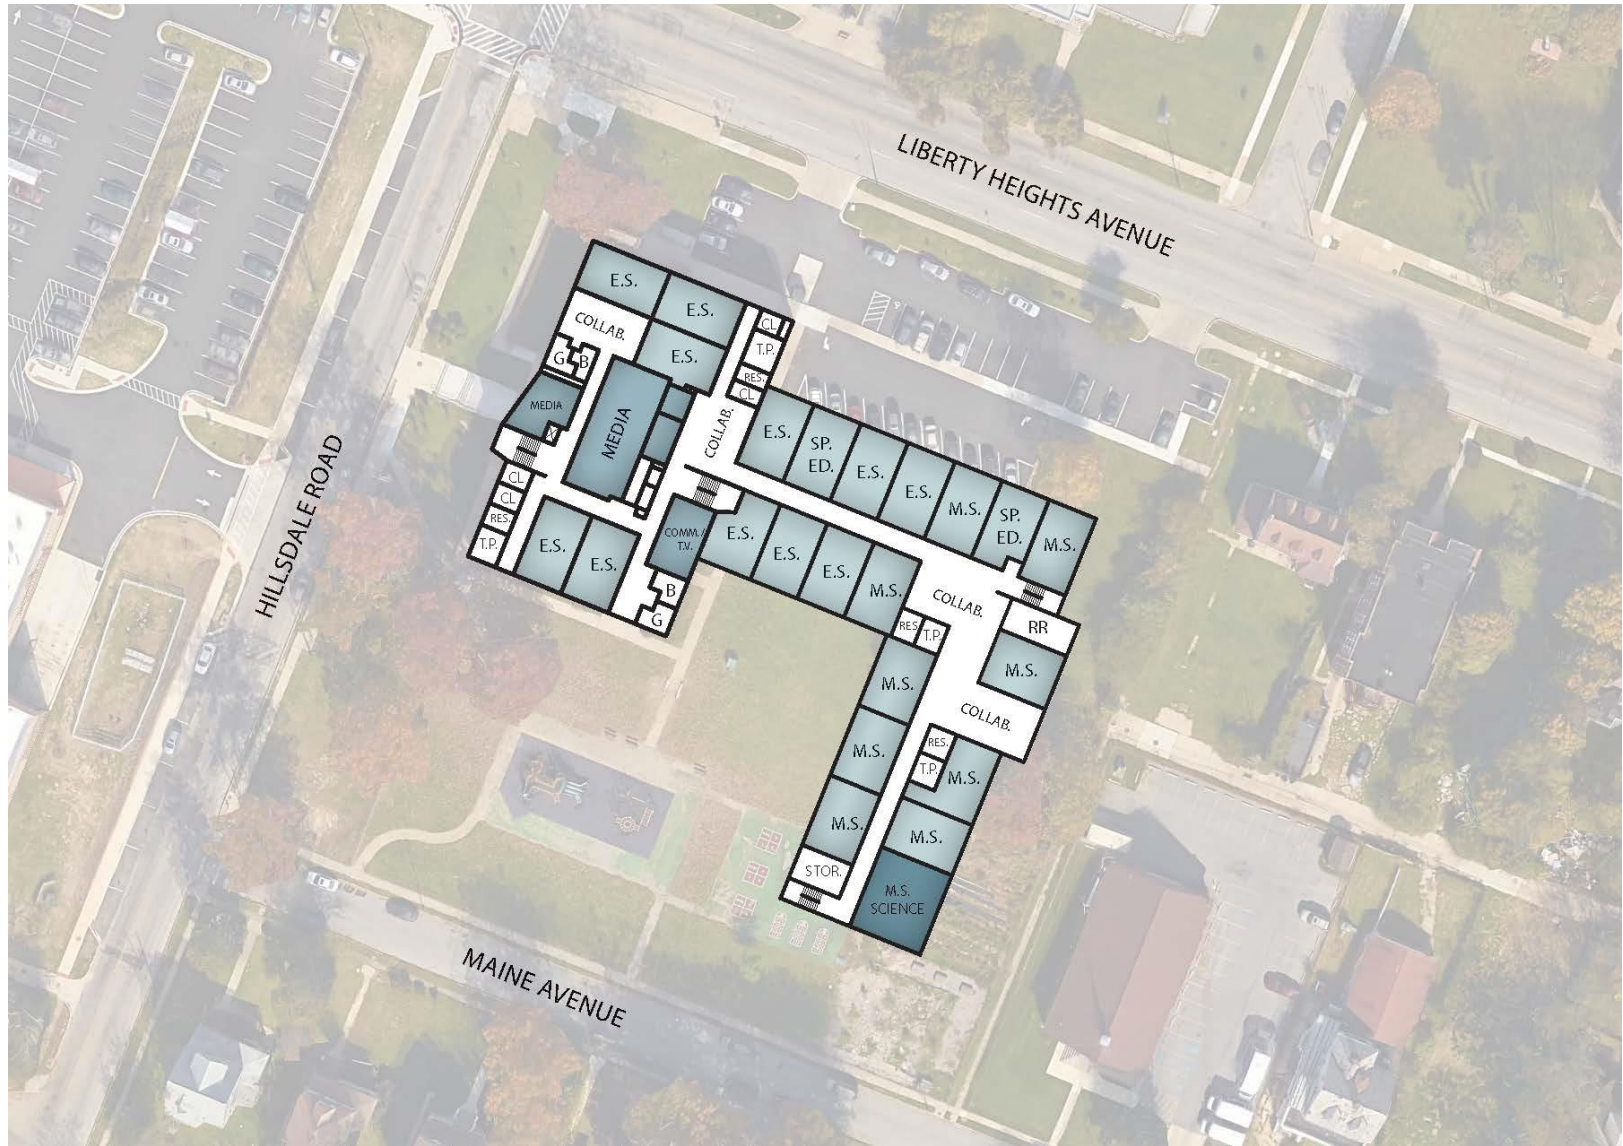 LIBERTY HEIGHTS AVENUE
HILLSDALE ROAD
MAINE AVENUE
E.S.
E.S.
COLLAB.
E.S.
CL
T.P.
RES.
CL
G
B
MEDIA
X
MEDIA
COLLAB.
E.S.
SP.
ED.
E.S.
E.S.
M.S.
SP.
ED.
M.S.
CL
CL
RES.
T.P.
E.S.
E.S.
COMM./
T.V.
B
G
E.S.
E.S.
E.S.
M.S.
COLLAB.
RES.
T.P.
RR
M.S.
M.S.
COLLAB.
RES.
T.P.
M.S.
M.S.
M.S.
M.S.
STOR.
M.S.
SCIENCE